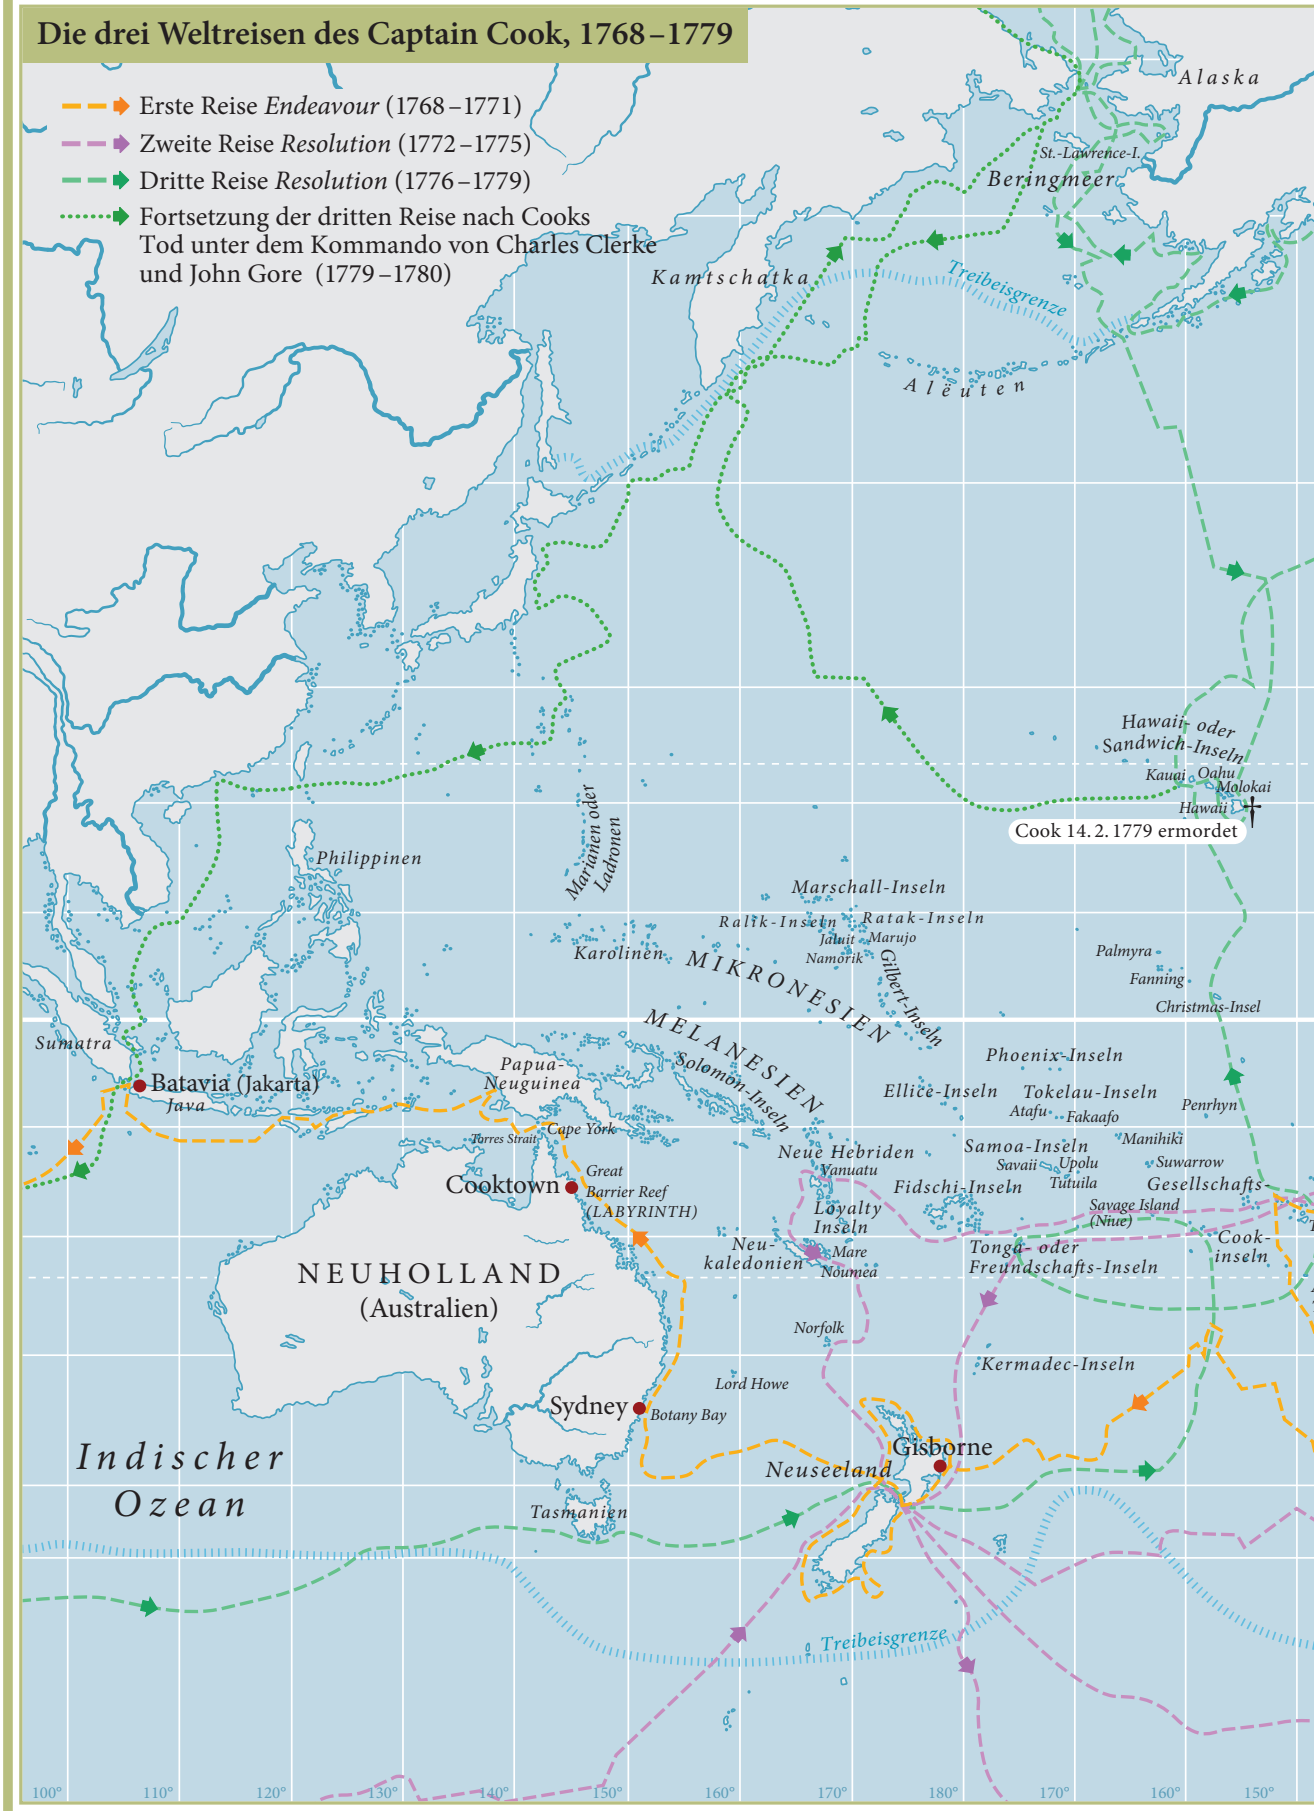 Die drei Weltreisen des Captain Cook, 1768–1779
Erste Reise Endeavour (1768–1771)
Zweite Reise Resolution (1772–1775)
Dritte Reise Resolution (1776–1779)
Fortsetzung der dritten Reise nach Cooks
Tod unter dem Kommando von Charles Clerke
und John Gore (1779–1780)
Alaska
St.-Lawrence-I.
Beringmeer
Kamtschatka
Treibeisgrenze
Alëuten
Hawaii- oder
Sandwich-Inseln
Kauai
Oahu
Molokai
Hawaii
†
Cook 14.2.1779 ermordet
Marianen oder
Ladronen
Philippinen
Marschall-Inseln
Ralik-Inseln
Ratak-Inseln
Jaluit
Marujo
Namorik
Karolinen
MIKRONESIEN
Gilbert-Inseln
Palmyra
Fanning
Christmas-Insel
MELANESIEN
Solomon-Inseln
Sumatra
Batavia (Jakarta)
Java
Papua-
Neuguinea
Phoenix-Inseln
Ellice-Inseln
Tokelau-Inseln
Atafu
Fakaafo
Penrhyn
Torres Strait
Cape York
Manihiki
Neue Hebriden
Vanuatu
Samoa-Inseln
Savaii
Upolu
Tutuila
Suwarrow
Cooktown
Great
Barrier Reef
(LABYRINTH)
Fidschi-Inseln
Gesellschafts-
Loyalty
Inseln
Savage Island
(Niue)
Neu-
kaledonien
Mare
Noumea
Tonga- oder
Freundschafts-Inseln
Cook-
inseln
NEUHOLLAND
(Australien)
Norfolk
Kermadec-Inseln
Lord Howe
Sydney
Botany Bay
Gisborne
Neuseeland
Indischer
Ozean
Tasmanien
Treibeisgrenze
100°
110°
120°
130°
140°
150°
160°
170°
180°
170°
160°
150°